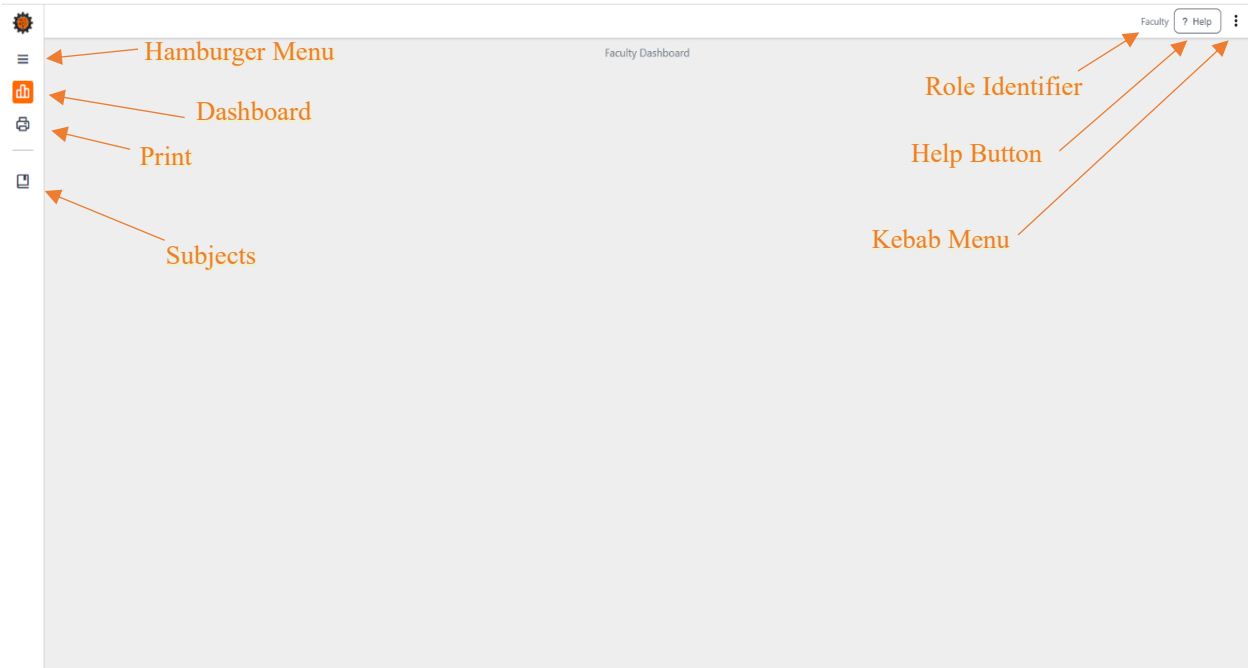 Faculty
? Help
Hamburger Menu
Faculty Dashboard
Role Identifier
Dashboard
Print
Help Button
Kebab Menu
Subjects